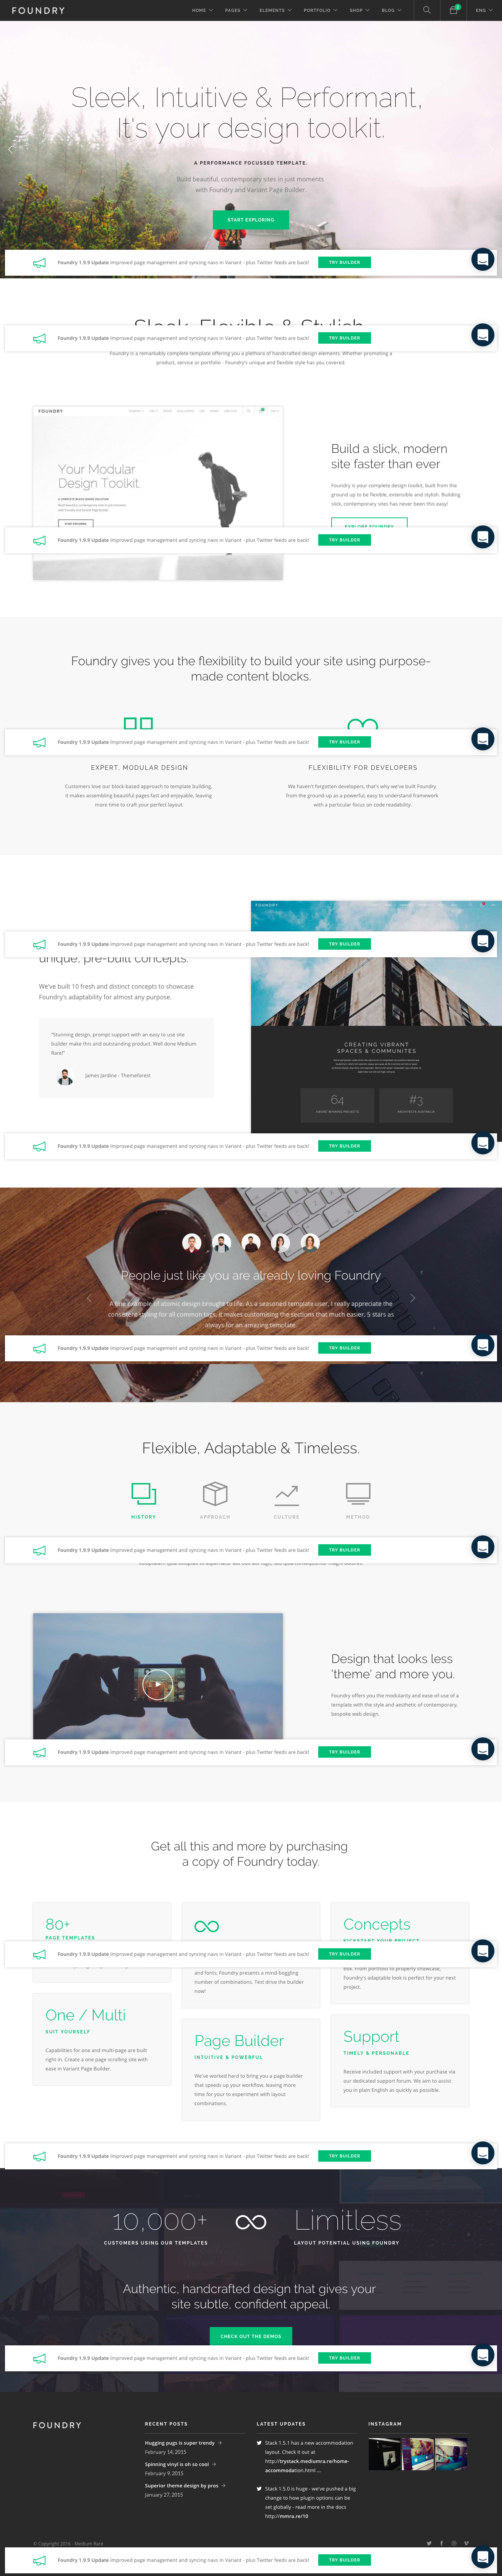 FOUNDRY
HOME PAGES ELEMENTS PORTFOLIO SHOP BLOG ENG
Sleek, Intuitive & Performant,
It's your design toolkit.
A PERFORMANCE FOCUSSED TEMPLATE.
Build beautiful, contemporary sites in just moments
with Foundry and Variant Page Builder.
START EXPLORING
Foundry 1.9.9 Update Improved page management and syncing navs in Variant - plus Twitter feeds are back! TRY BUILDER
Sleek, Flexible & Stylish
Foundry 1.9.9 Update Improved page management and syncing navs in Variant - plus Twitter feeds are back! TRY BUILDER
Foundry is a remarkably complete template offering you a plethora of handcrafted design elements. Whether promoting a
product, service or portfolio - Foundry's unique and flexible style has you covered.
FOUNDRY
Your Modular
Design Toolkit.
Build a slick, modern
site faster than ever
Foundry is your complete design toolkit, built from the
ground up to be flexible, extensible and stylish. Building
slick, contemporary sites has never been this easy!
EXPLORE FOUNDRY
Foundry 1.9.9 Update Improved page management and syncing navs in Variant - plus Twitter feeds are back! TRY BUILDER
Foundry gives you the flexibility to build your site using purpose-
made content blocks.
Foundry 1.9.9 Update Improved page management and syncing navs in Variant - plus Twitter feeds are back! TRY BUILDER
EXPERT, MODULAR DESIGN
Customers love our block-based approach to template building,
it makes assembling beautiful pages fast and enjoyable, leaving
more time to craft your perfect layout.
FLEXIBILITY FOR DEVELOPERS
We haven't forgotten developers, that's why we've built Foundry
from the ground-up as a powerful, easy to understand framework
with a particular focus on code readability.
FOUNDRY
Foundry 1.9.9 Update Improved page management and syncing navs in Variant - plus Twitter feeds are back! TRY BUILDER
unique, pre-built concepts.
We've built 10 fresh and distinct concepts to showcase
Foundry's adaptability for almost any purpose.
"Stunning design, prompt support with an easy to use site
builder make this and outstanding product. Well done Medium
Rare!"
James Jardine - Themeforest
CREATING VIBRANT
SPACES & COMMUNITES
64
AWARD WINNING PROJECTS
#3
ARCHITECTS AUSTRALIA
Foundry 1.9.9 Update Improved page management and syncing navs in Variant - plus Twitter feeds are back! TRY BUILDER
People just like you are already loving Foundry
A fine example of atomic design brought to life. As a seasoned template user, I really appreciate the
consistent styling for all common tags, it makes customising the sections that much easier. 5 stars as
always for an amazing template.
Foundry 1.9.9 Update Improved page management and syncing navs in Variant - plus Twitter feeds are back! TRY BUILDER
Flexible, Adaptable & Timeless.
HISTORY APPROACH CULTURE METHOD
Foundry 1.9.9 Update Improved page management and syncing navs in Variant - plus Twitter feeds are back! TRY BUILDER
Design that looks less
'theme' and more you.
Foundry offers you the modularity and ease-of-use of a
template with the style and aesthetic of contemporary,
bespoke web design.
Foundry 1.9.9 Update Improved page management and syncing navs in Variant - plus Twitter feeds are back! TRY BUILDER
Get all this and more by purchasing
a copy of Foundry today.
80+
PAGE TEMPLATES
Concepts
KICKSTART YOUR PROJECT
Foundry 1.9.9 Update Improved page management and syncing navs in Variant - plus Twitter feeds are back! TRY BUILDER
and fonts, Foundry presents a mind-boggling
number of combinations. Test drive the builder
now!
box. From portfolio to property showcase,
Foundry's adaptable look is perfect for your next
project.
One / Multi
SUIT YOURSELF
Capabilities for one and multi-page are built
right in. Create a one page scrolling site with
ease in Variant Page Builder.
Page Builder
INTUITIVE & POWERFUL
We've worked hard to bring you a page builder
that speeds up your workflow, leaving more
time for your to experiment with layout
combinations.
Support
TIMELY & PERSONABLE
Receive included support with your purchase via
our dedicated support forum. We aim to assist
you in plain English as quickly as possible.
Foundry 1.9.9 Update Improved page management and syncing navs in Variant - plus Twitter feeds are back! TRY BUILDER
10,000+
CUSTOMERS USING OUR TEMPLATES
Limitless
LAYOUT POTENTIAL USING FOUNDRY
Authentic, handcrafted design that gives your
site subtle, confident appeal.
CHECK OUT THE DEMOS
Foundry 1.9.9 Update Improved page management and syncing navs in Variant - plus Twitter feeds are back! TRY BUILDER
FOUNDRY
RECENT POSTS
Hugging pugs is super trendy
February 14, 2015
Spinning vinyl is oh so cool
February 9, 2015
Superior theme design by pros
January 27, 2015
LATEST UPDATES
Stack 1.5.1 has a new accommodation
layout. Check it out at
http://trystack.mediumra.re/home-
accommodation.html ...
Stack 1.5.0 is huge - we've pushed a big
change to how plugin options can be
set globally - read more in the docs
http://mmra.re/10
INSTAGRAM
© Copyright 2016 - Medium Rare
Foundry 1.9.9 Update Improved page management and syncing navs in Variant - plus Twitter feeds are back! TRY BUILDER